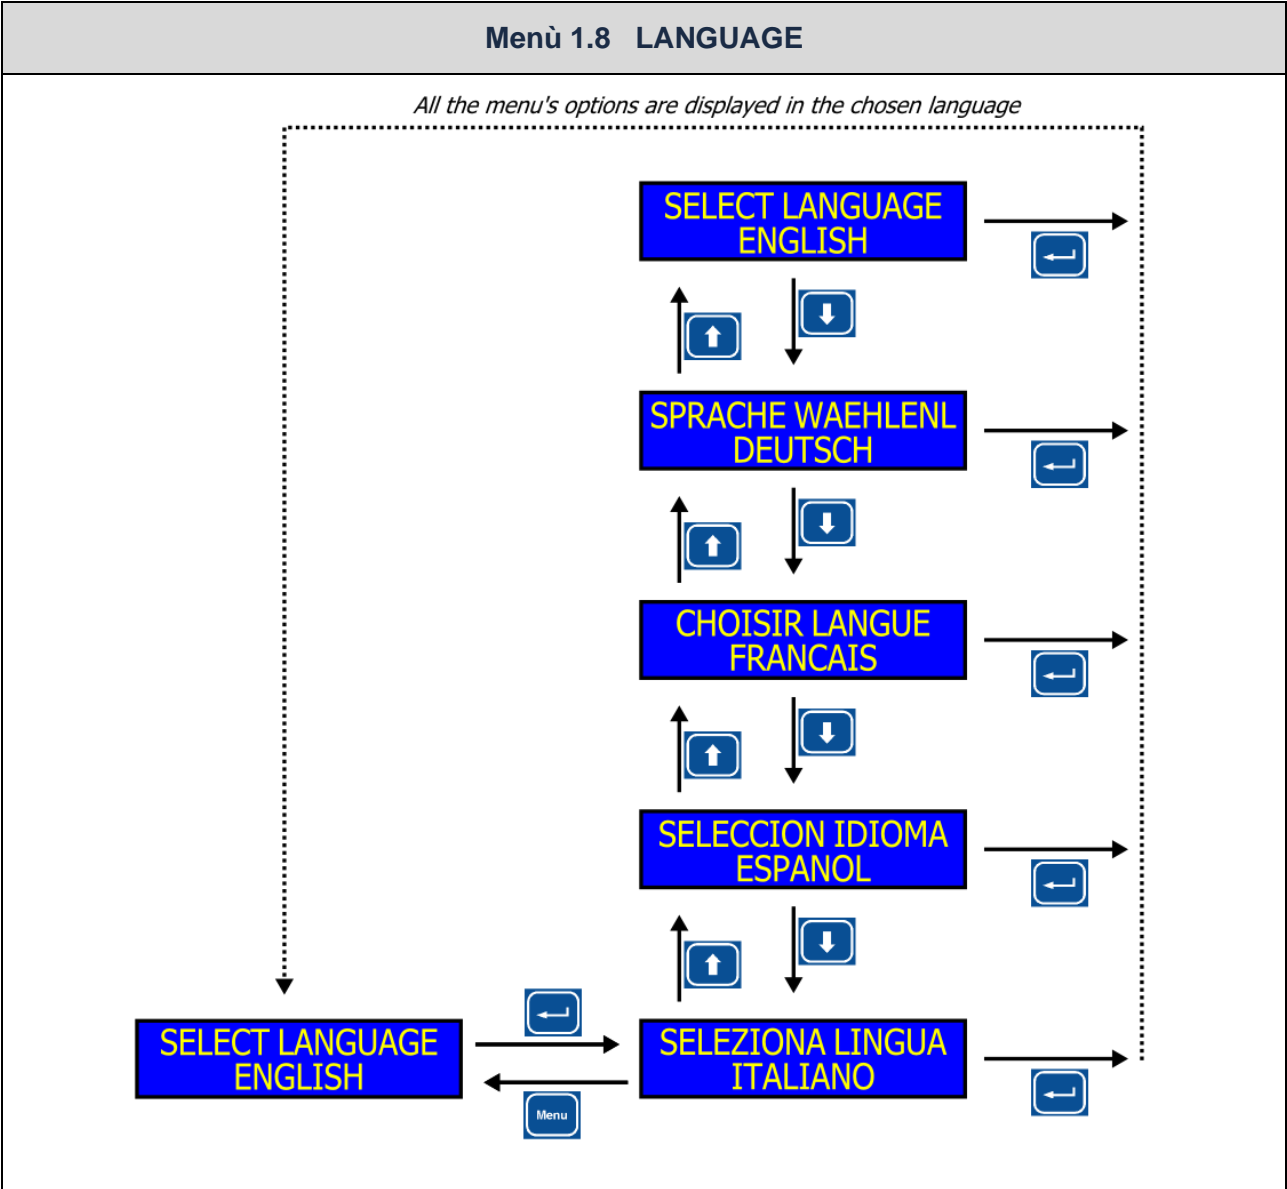 Menù 1.8 LANGUAGE
All the menu's options are displayed in the chosen language
SELECT LANGUAGE
ENGLISH
SPRACHE WAEHLENL
DEUTSCH
CHOISIR LANGUE
FRANCAIS
SELECCION IDIOMA
ESPANOL
SELECT LANGUAGE
ENGLISH
SELEZIONA LINGUA
ITALIANO
Menu